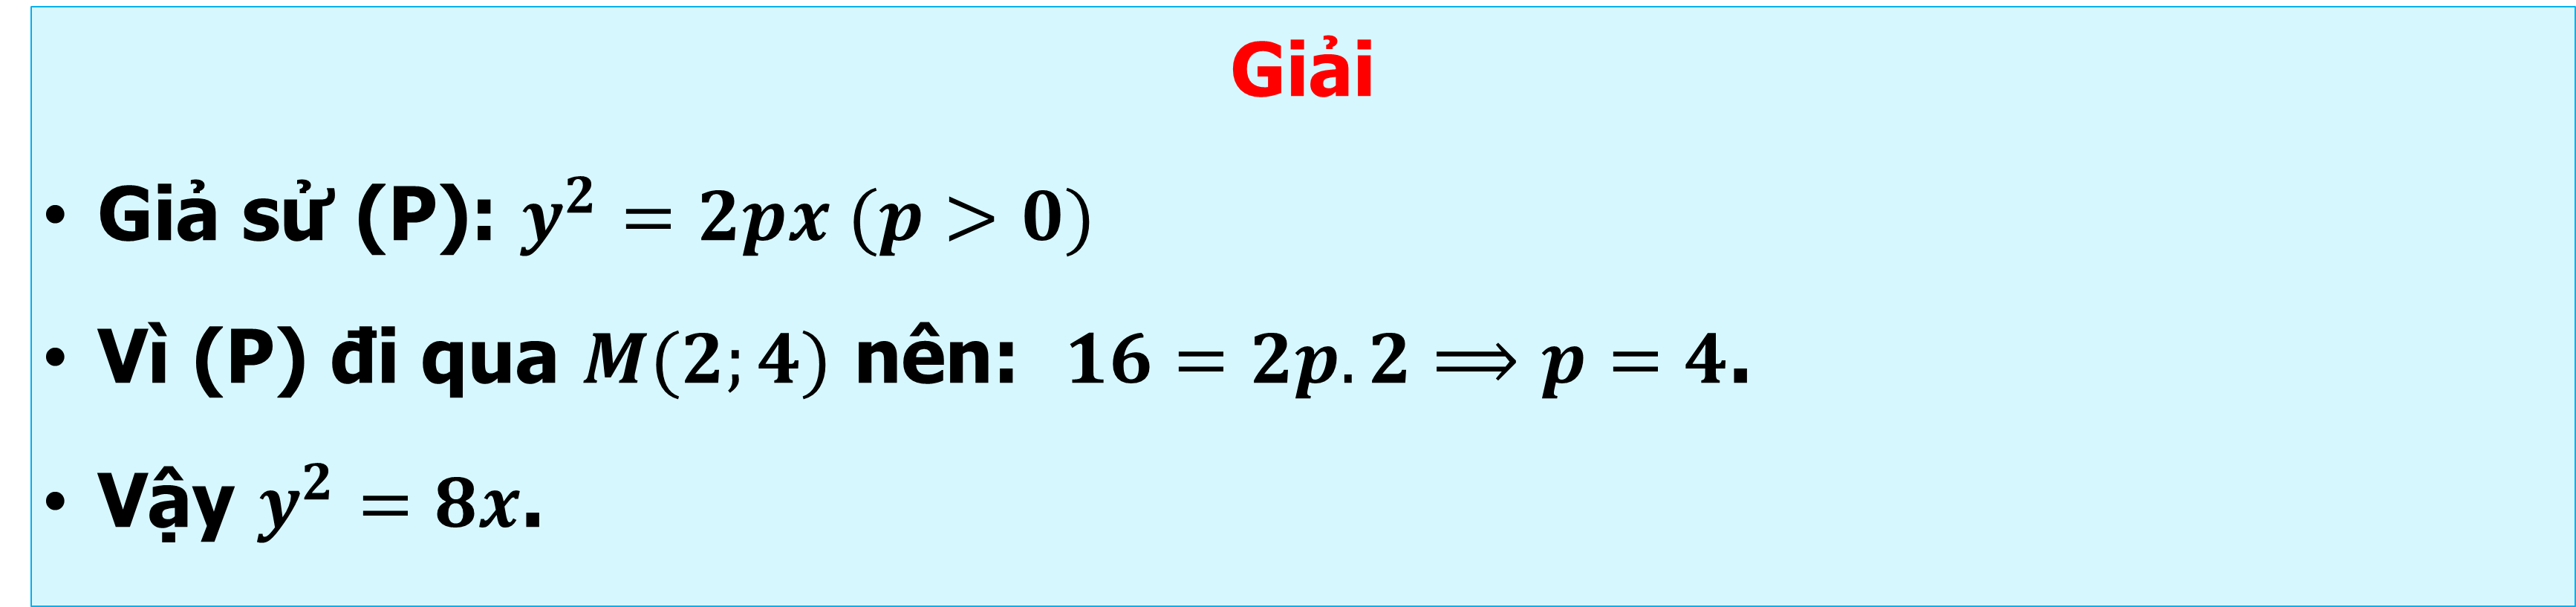 Giải
• Giả sử (P): y² = 2px (p > 0)
• Vì (P) đi qua M(2; 4) nên: 16 = 2p. 2 ⟹ p = 4.
• Vậy y² = 8x.